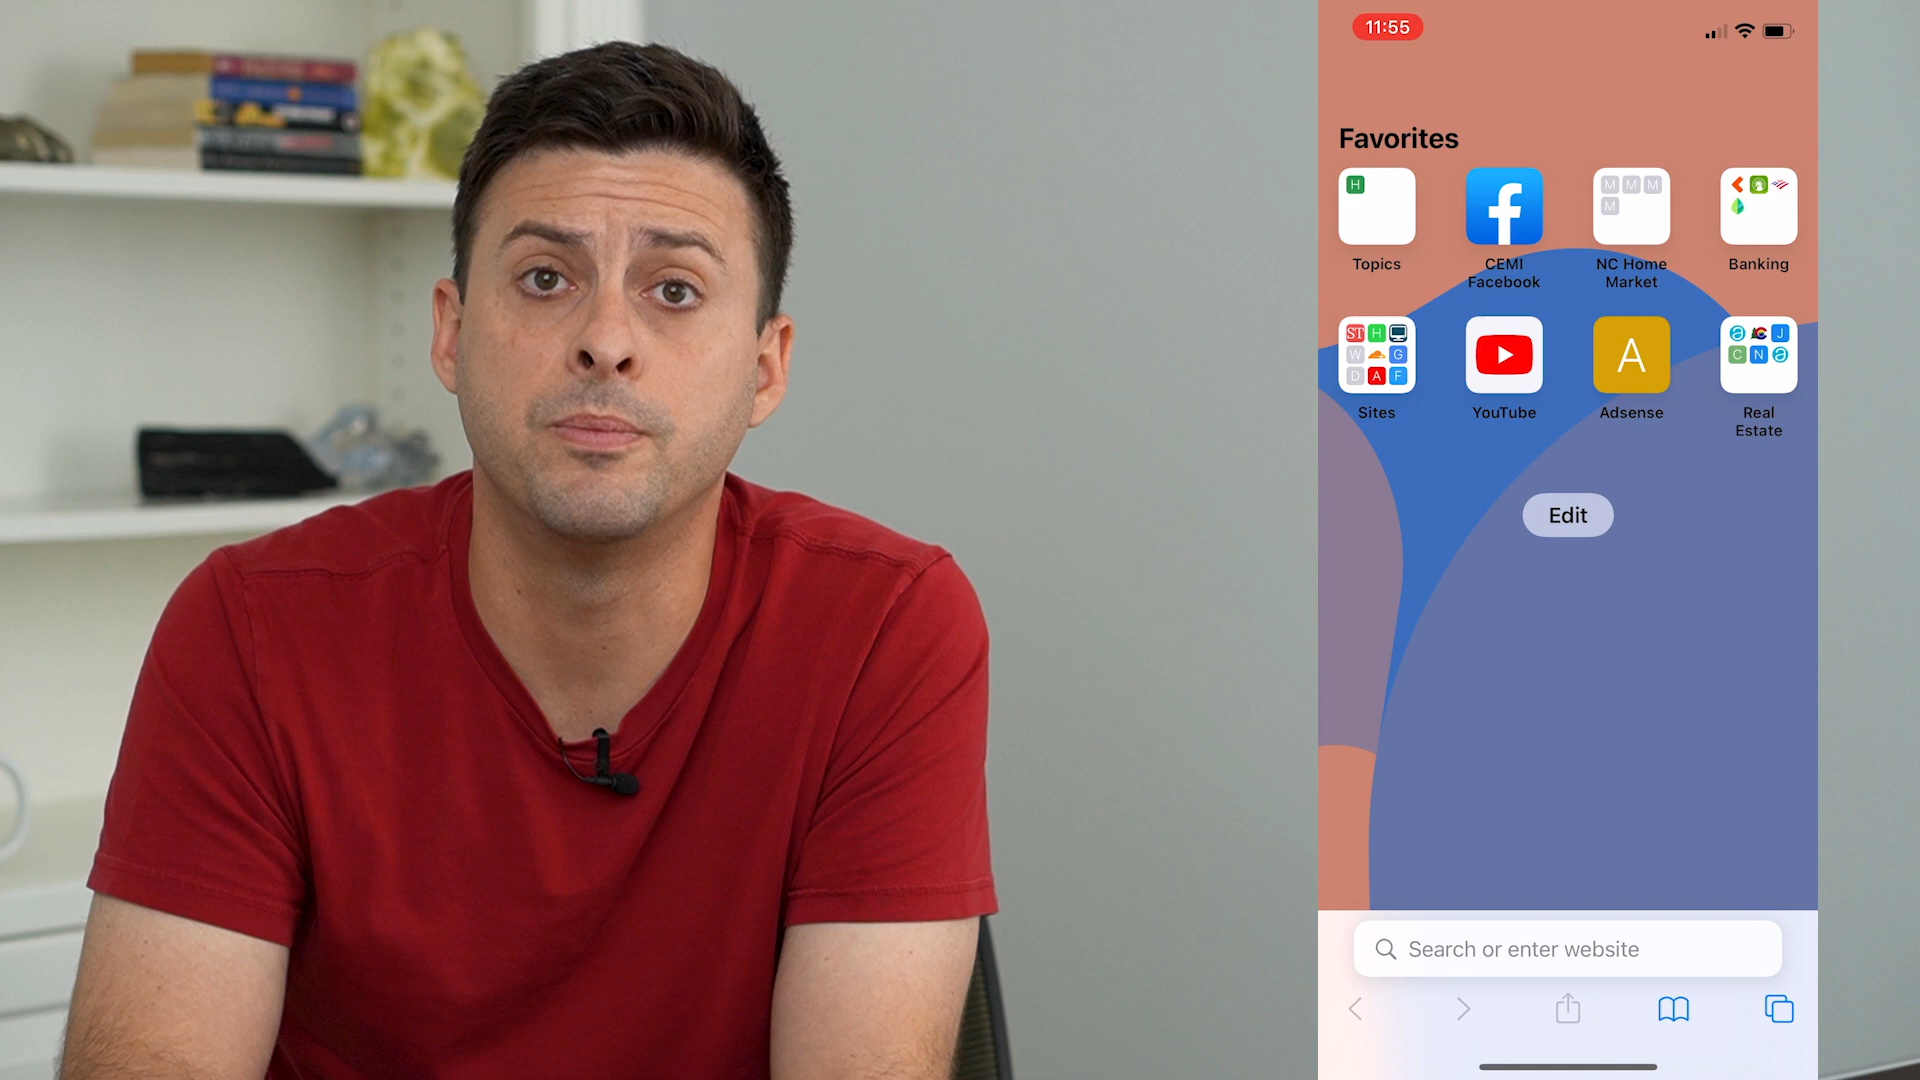 11:55
Favorites
H
M M M
M
Topics
CEMI
Facebook
NC Home
Market
Banking
ST H
W G
D A F
A
J
C N
Sites
YouTube
Adsense
Real
Estate
Edit
Search or enter website